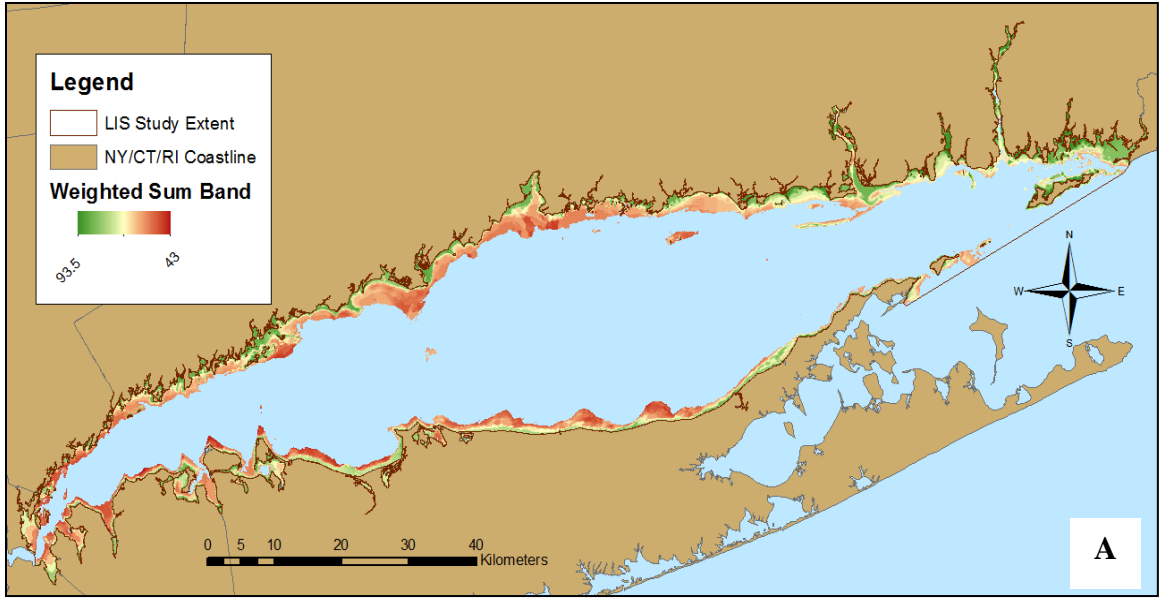 Legend
LIS Study Extent
NY/CT/RI Coastline
Weighted Sum Band
93.5
43
N
W
E
S
0 5 10 20 30 40
Kilometers
A